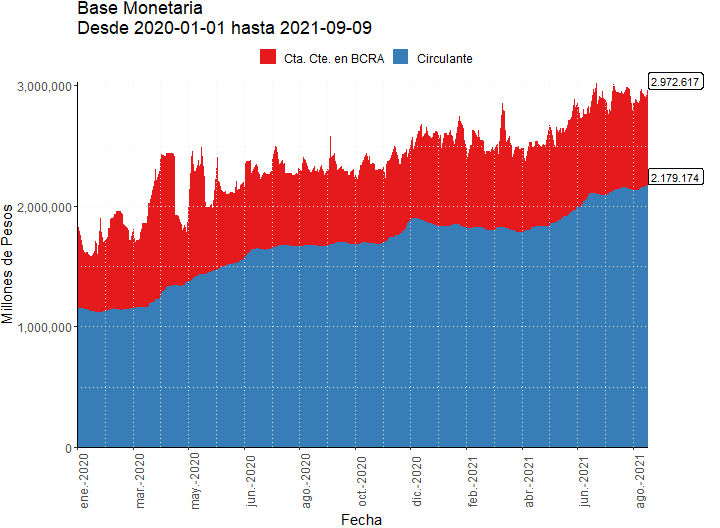 Base Monetaria
Desde 2020-01-01 hasta 2021-09-09
Cta. Cte. en BCRA
Circulante
Millones de Pesos
3,000,000
2,000,000
1,000,000
0
2.972.617
2.179.174
ene.-2020
mar.-2020
may.-2020
jun.-2020
ago.-2020
oct.-2020
dic.-2020
feb.-2021
abr.-2021
jun.-2021
ago.-2021
Fecha